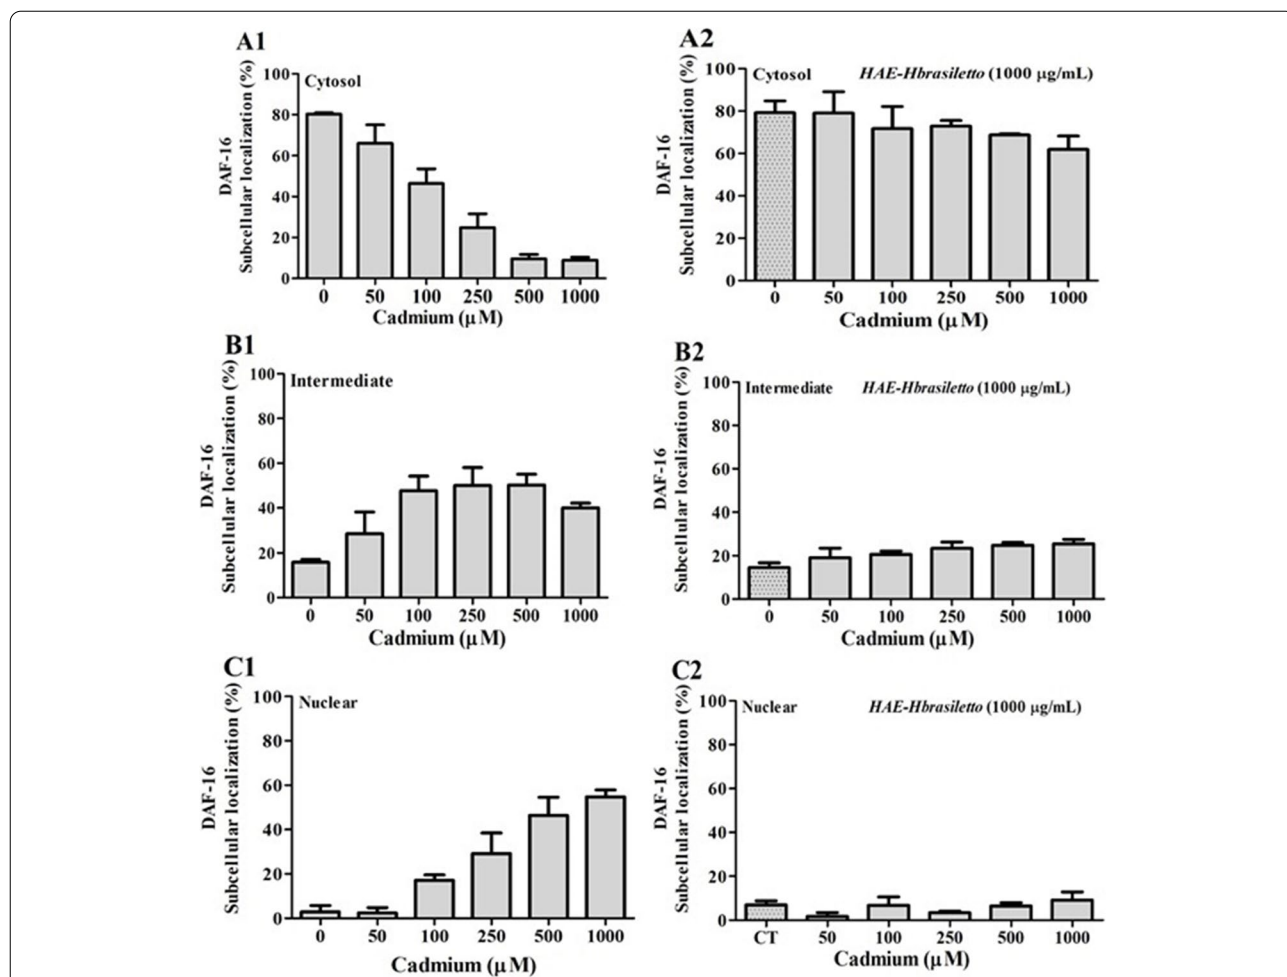 A1
DAF-16
Subcellular localization (%)
Cytosol
100
80
60
40
20
0
0 50 100 250 500 1000
Cadmium (µM)
A2
DAF-16
Subcellular localization (%)
Cytosol HAE-Hbrasiletto (1000 µg/mL)
100
80
60
40
20
0
0 50 100 250 500 1000
Cadmium (µM)
B1
DAF-16
Subcellular localization (%)
Intermediate
100
80
60
40
20
0
0 50 100 250 500 1000
Cadmium (µM)
B2
DAF-16
Subcellular localization (%)
Intermediate HAE-Hbrasiletto (1000 µg/mL)
100
80
60
40
20
0
0 50 100 250 500 1000
Cadmium (µM)
C1
DAF-16
Subcellular localization (%)
Nuclear
100
80
60
40
20
0
0 50 100 250 500 1000
Cadmium (µM)
C2
DAF-16
Subcellular localization (%)
Nuclear HAE-Hbrasiletto (1000 µg/mL)
100
80
60
40
20
0
CT 50 100 250 500 1000
Cadmium (µM)